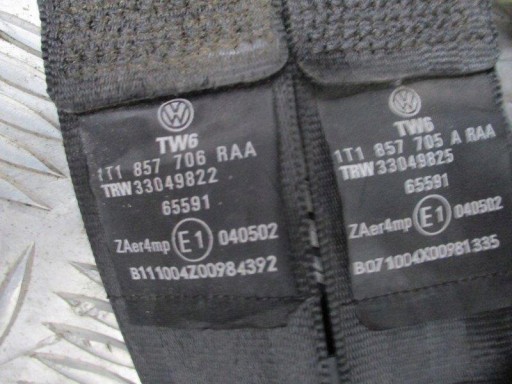 TW6
1T1 857 706 RAA
TRW 33049822
65591
ZAer4mp E1 040502
B111004Z00984392
TW6
1T1 857 705 A RAA
TRW 33049825
65591
ZAer4mp E1 040502
B071004X00981335